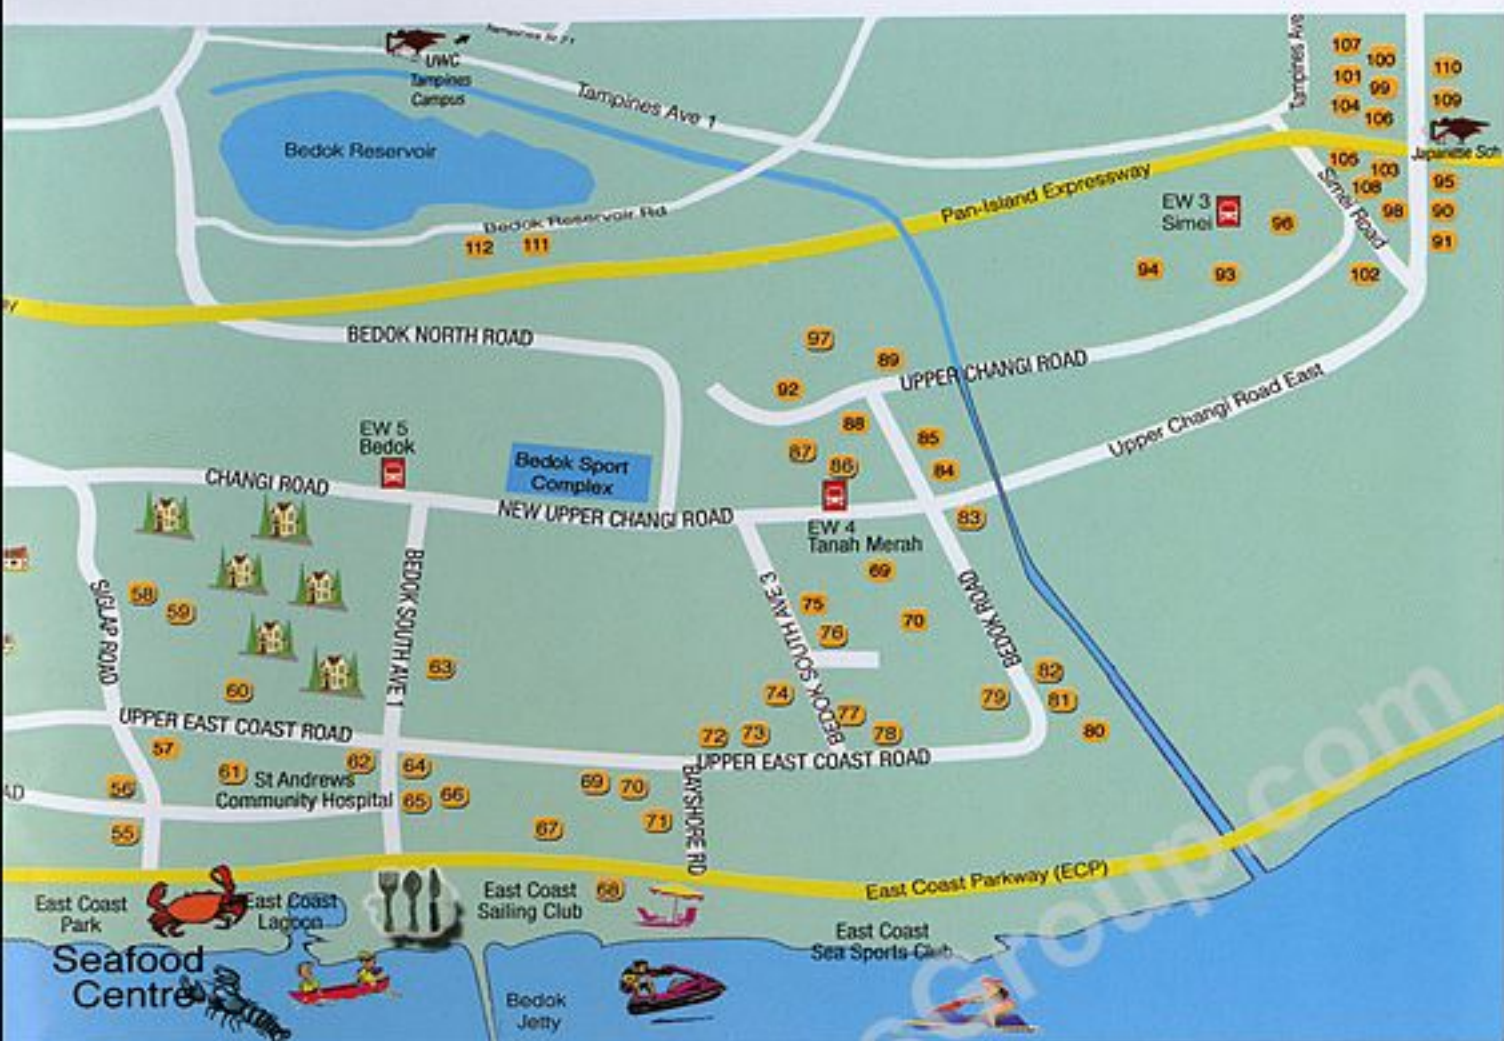 Tampines St 71
UWC
Tampines
Campus
Tampines Ave 1
Tampines Ave
107
100
101
99
104
106
110
109
Japanese Sch
105
103
108
98
95
90
91
102
Simei Road
Bedok Reservoir
Bedok Reservoir Rd
112
111
Pan-Island Expressway
EW 3
Simei
96
94
93
BEDOK NORTH ROAD
97
89
92
UPPER CHANGI ROAD
Upper Changi Road East
88
85
87
86
84
EW 5
Bedok
CHANGI ROAD
Bedok Sport
Complex
NEW UPPER CHANGI ROAD
EW 4
Tanah Merah
83
69
75
76
70
BEDOK SOUTH AVE 3
BEDOK ROAD
SIGLAP ROAD
58
59
60
BEDOK SOUTH AVE 1
63
74
77
72
73
78
79
82
81
80
UPPER EAST COAST ROAD
UPPER EAST COAST ROAD
57
56
55
61
62
St Andrews
Community Hospital
64
65
66
69
70
67
71
BAYSHORE RD
AD
East Coast Parkway (ECP)
East Coast
Park
East Coast
Lagoon
East Coast
Sailing Club
68
East Coast
Sea Sports Club
Seafood
Centre
Bedok
Jetty
Group.com